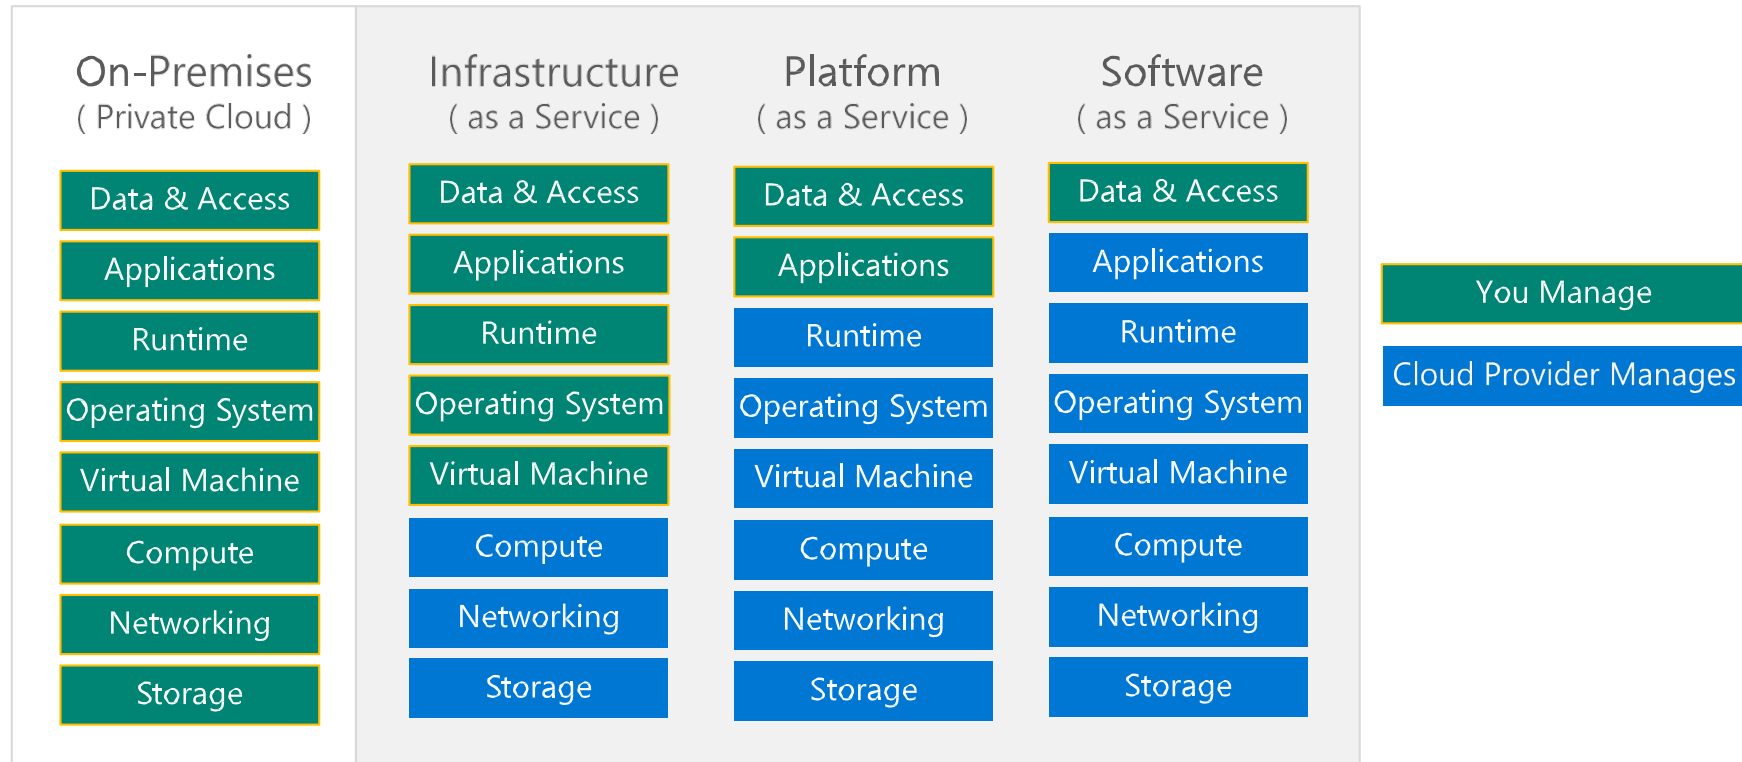 On-Premises
( Private Cloud )
Data & Access
Applications
Runtime
Operating System
Virtual Machine
Compute
Networking
Storage
Infrastructure
( as a Service )
Data & Access
Applications
Runtime
Operating System
Virtual Machine
Compute
Networking
Storage
Platform
( as a Service )
Data & Access
Applications
Runtime
Operating System
Virtual Machine
Compute
Networking
Storage
Software
( as a Service )
Data & Access
Applications
Runtime
Operating System
Virtual Machine
Compute
Networking
Storage
You Manage
Cloud Provider Manages